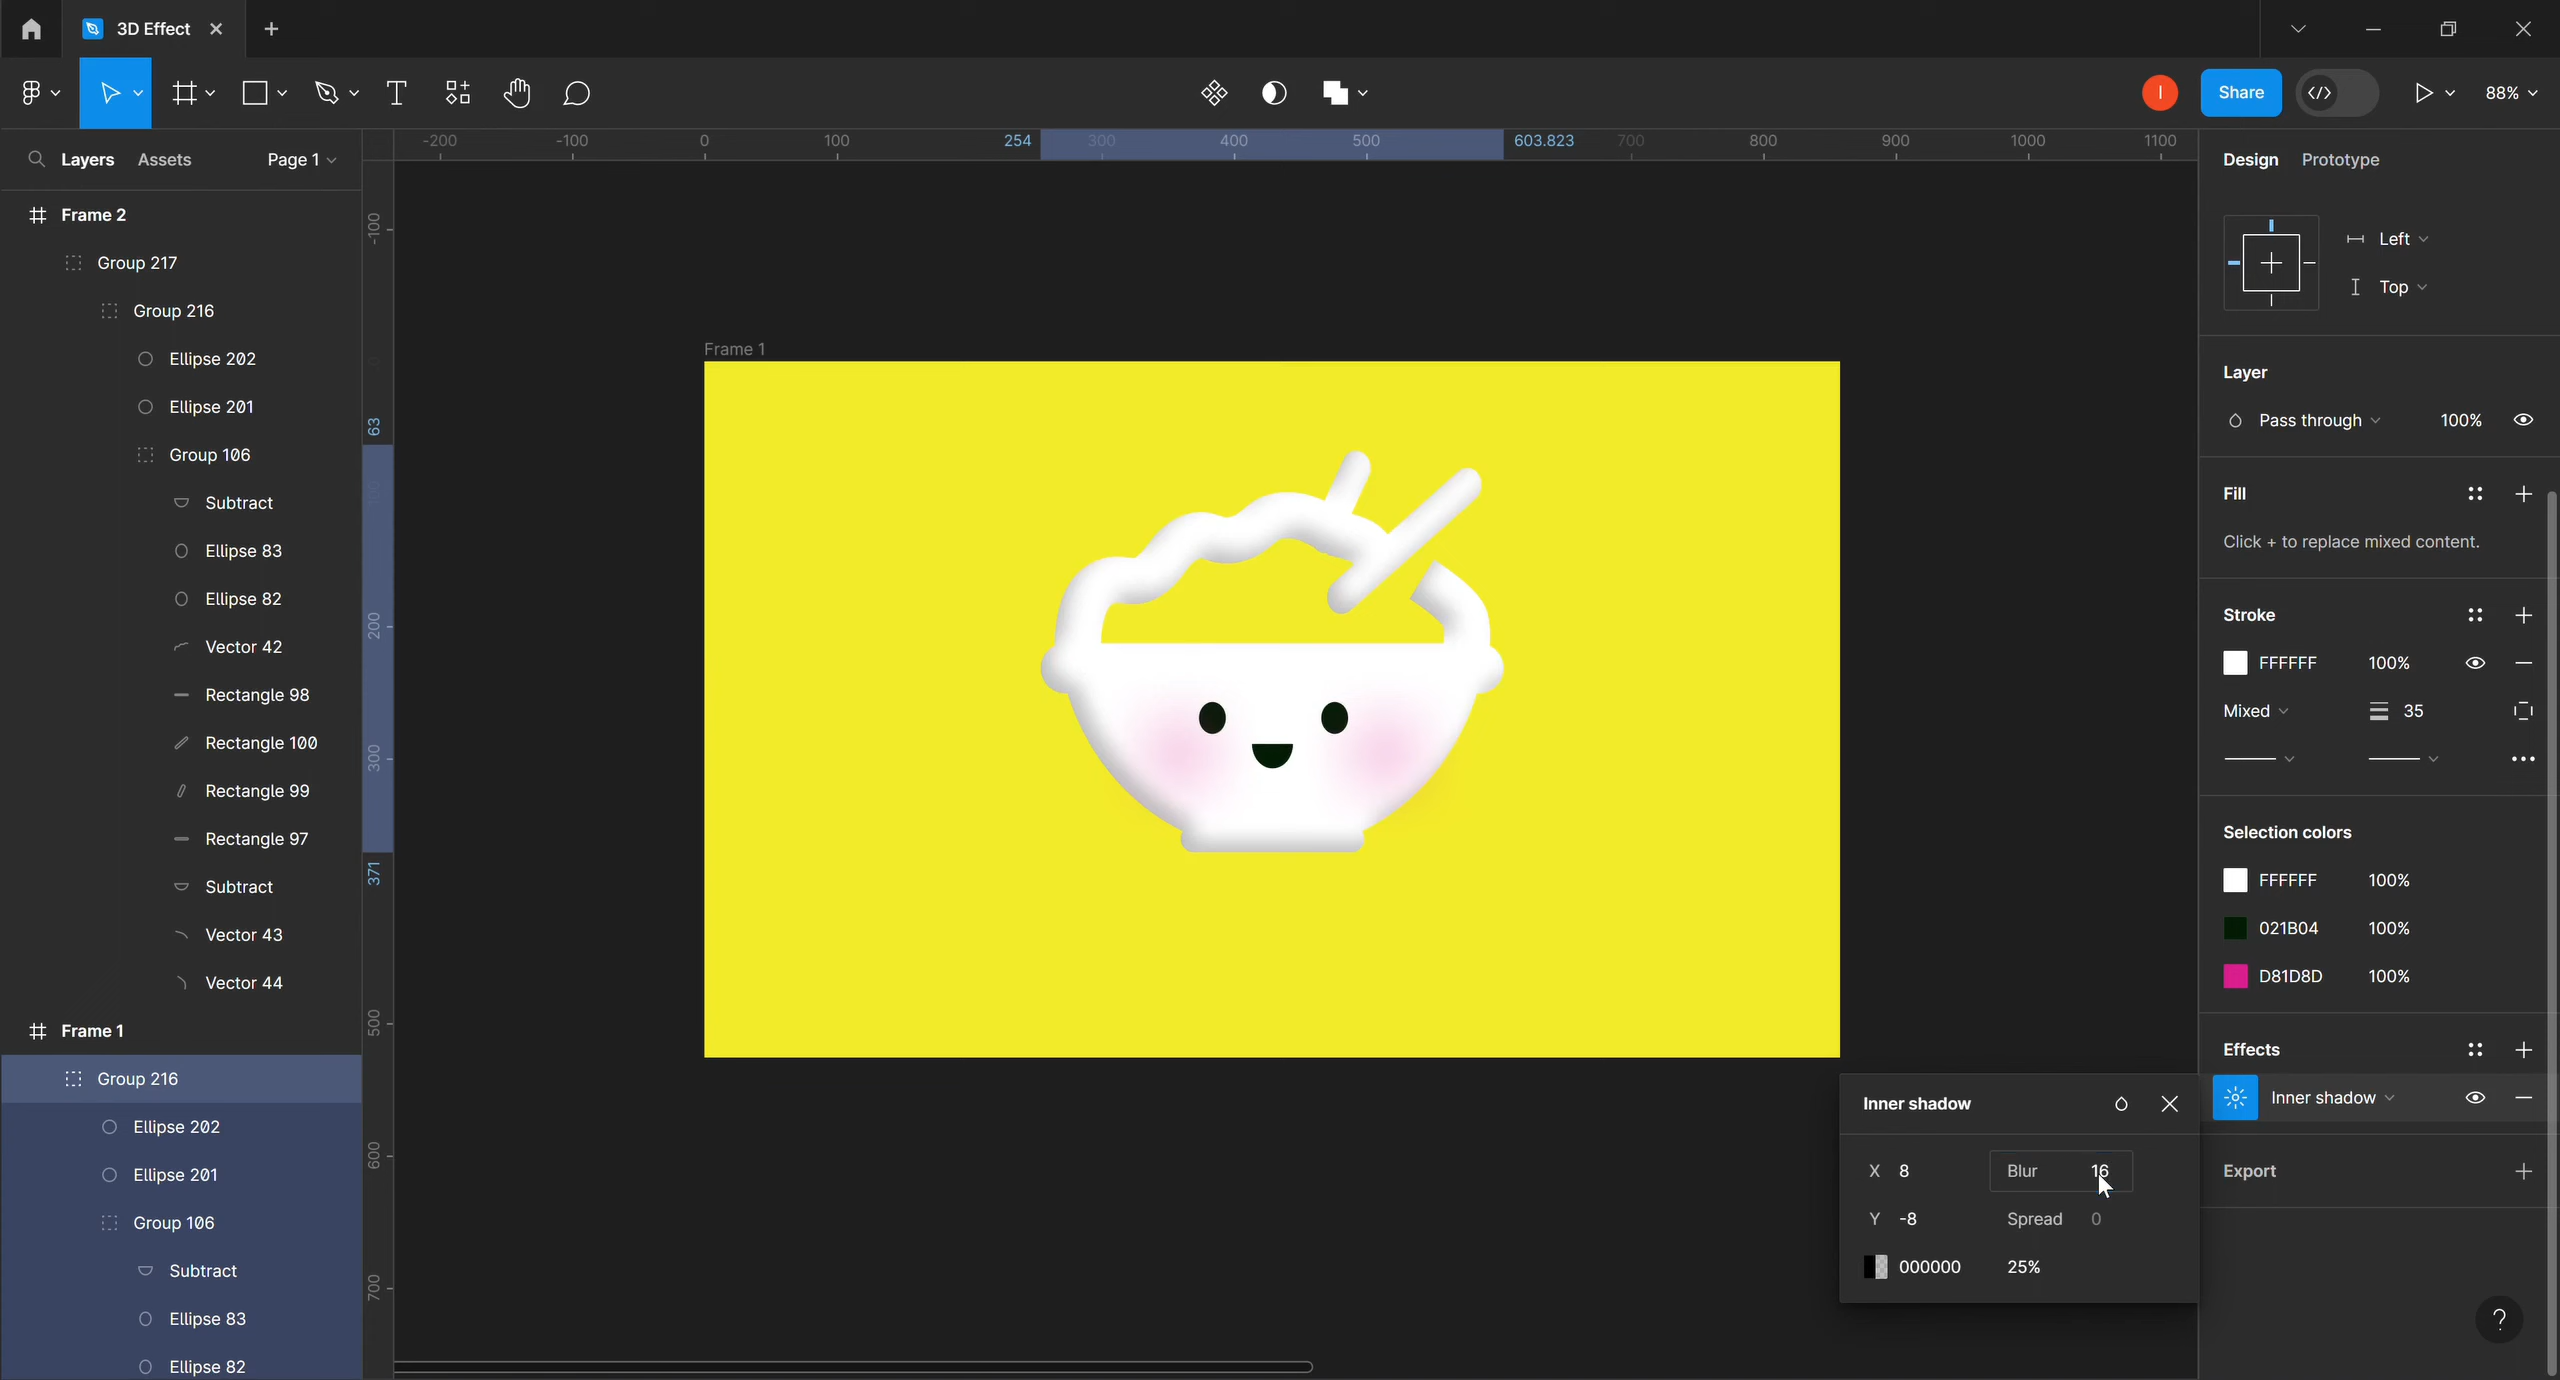 3D Effect
Share
88%
Layers Assets Page 1
-200 -100 0 100 254 300 400 500 603.823 700 800 900 1000 1100
Design Prototype
Frame 2
Group 217
Group 216
Ellipse 202
Ellipse 201
Group 106
Subtract
Ellipse 83
Ellipse 82
Vector 42
Rectangle 98
Rectangle 100
Rectangle 99
Rectangle 97
Subtract
Vector 43
Vector 44
Frame 1
Group 216
Ellipse 202
Ellipse 201
Group 106
Subtract
Ellipse 83
Ellipse 82
-100
63
200
300
371
500
600
700
Frame 1
Left
Top
Layer
Pass through 100%
Fill
Click + to replace mixed content.
Stroke
FFFFFF 100%
Mixed 35
Selection colors
FFFFFF 100%
021B04 100%
D81D8D 100%
Effects
Inner shadow
Export
Inner shadow
X 8 Blur 16
Y -8 Spread 0
000000 25%
?